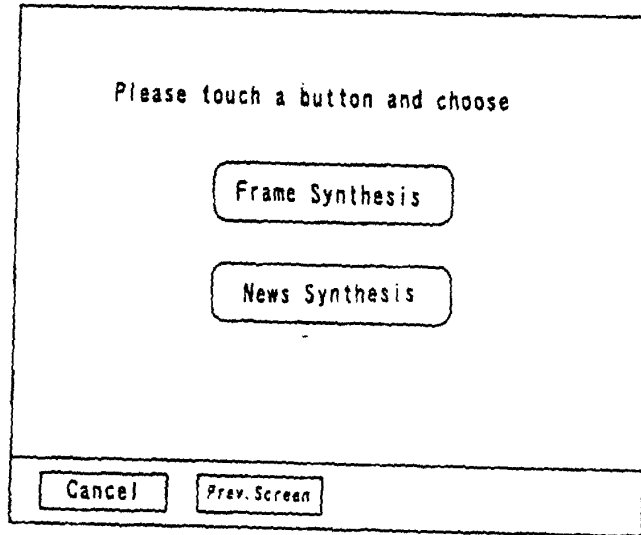 Please touch a button and choose
Frame Synthesis
News Synthesis
Cancel Prev. Screen